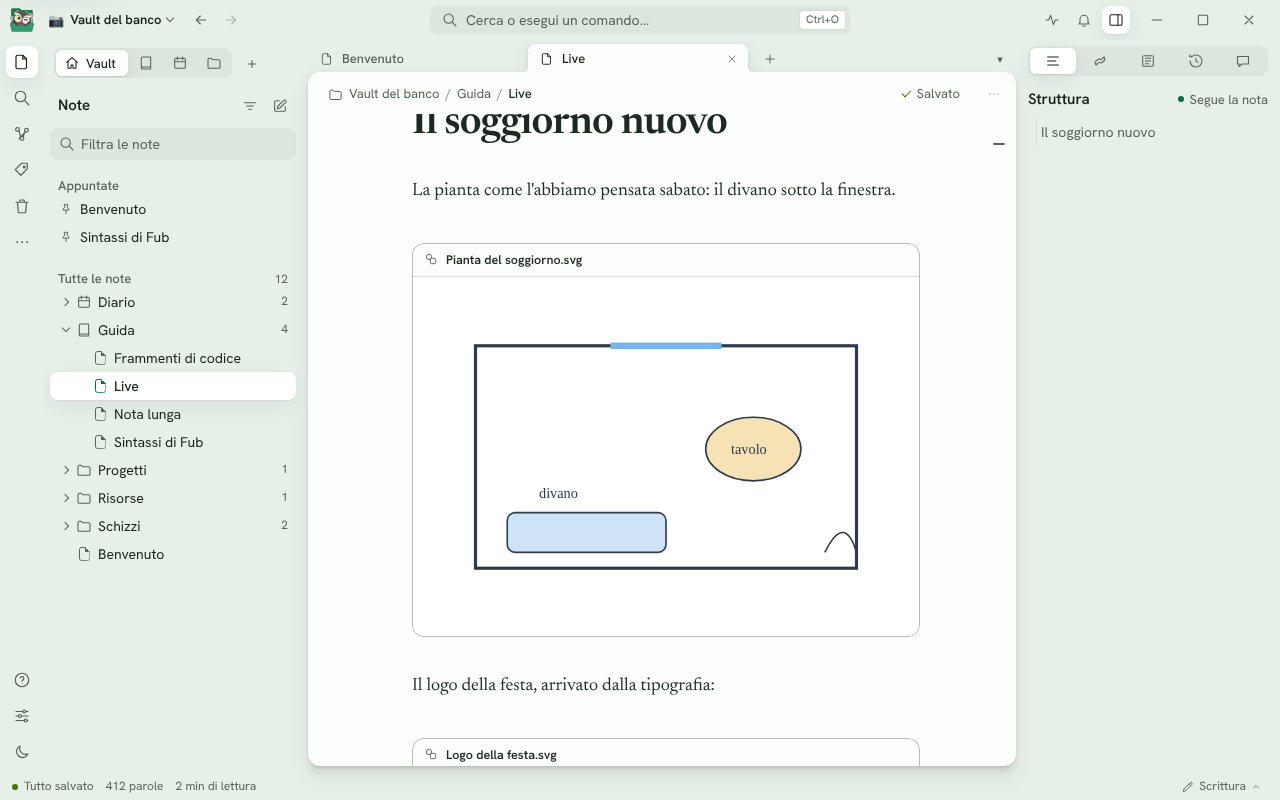 Vault del banco
Cerca o esegui un comando...
Ctrl+O
Vault
Benvenuto
Live
Note
Filtra le note
Appuntate
Benvenuto
Sintassi di Fub
Tutte le note 12
Diario 2
Guida 4
Frammenti di codice
Live
Nota lunga
Sintassi di Fub
Progetti 1
Risorse 1
Schizzi 2
Benvenuto
Vault del banco / Guida / Live
Salvato
Il soggiorno nuovo
La pianta come l'abbiamo pensata sabato: il divano sotto la finestra.
Pianta del soggiorno.svg
tavolo
divano
Il logo della festa, arrivato dalla tipografia:
Logo della festa.svg
Struttura
Segue la nota
Il soggiorno nuovo
Tutto salvato 412 parole 2 min di lettura
Scrittura